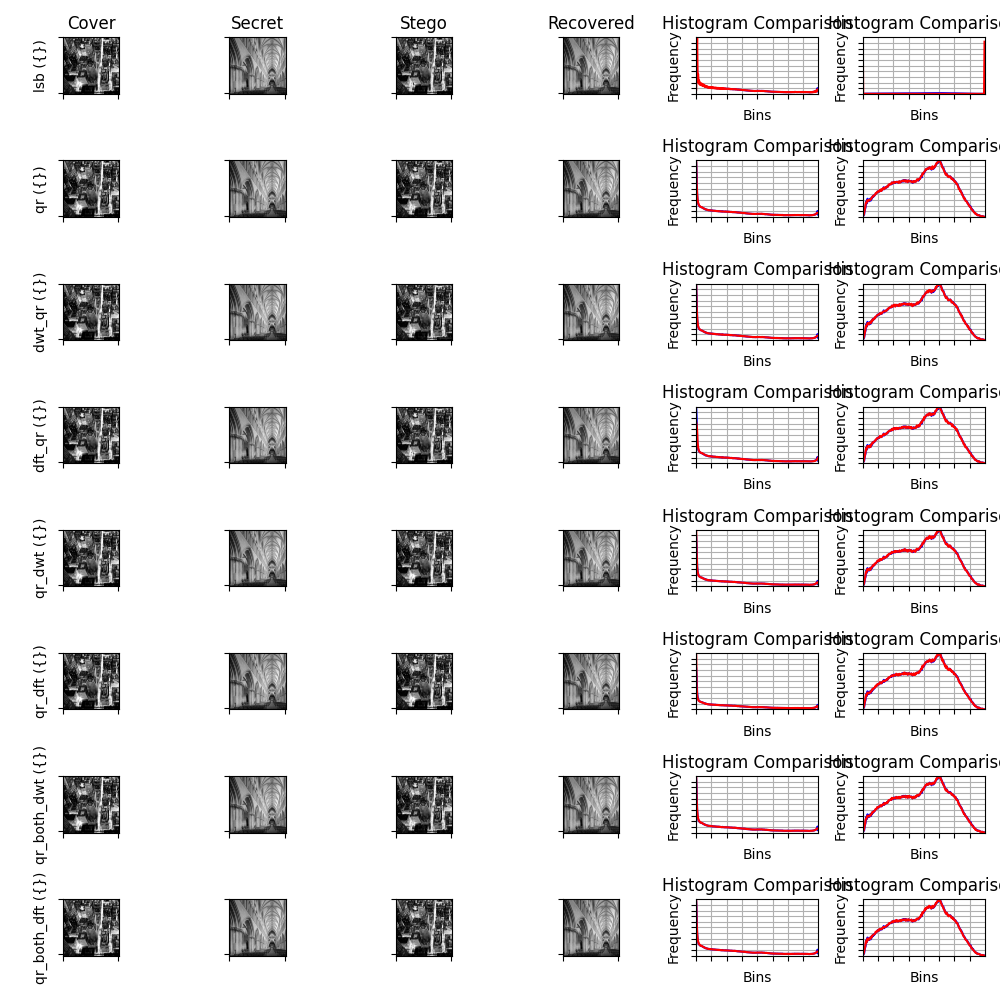 Cover Secret Stego Recovered Histogram Comparison Histogram Comparis
lsb ({}) Frequency Frequency
Bins Bins
Histogram Comparison Histogram Comparis
qr ({}) Frequency Frequency
Bins Bins
Histogram Comparison Histogram Comparis
dwt_qr ({}) Frequency Frequency
Bins Bins
Histogram Comparison Histogram Comparis
dft_qr ({}) Frequency Frequency
Bins Bins
Histogram Comparison Histogram Comparis
qr_dwt ({}) Frequency Frequency
Bins Bins
Histogram Comparison Histogram Comparis
qr_dft ({}) Frequency Frequency
Bins Bins
Histogram Comparison Histogram Comparis
qr_both_dwt ({}) Frequency Frequency
Bins Bins
Histogram Comparison Histogram Comparis
qr_both_dft ({}) Frequency Frequency
Bins Bins